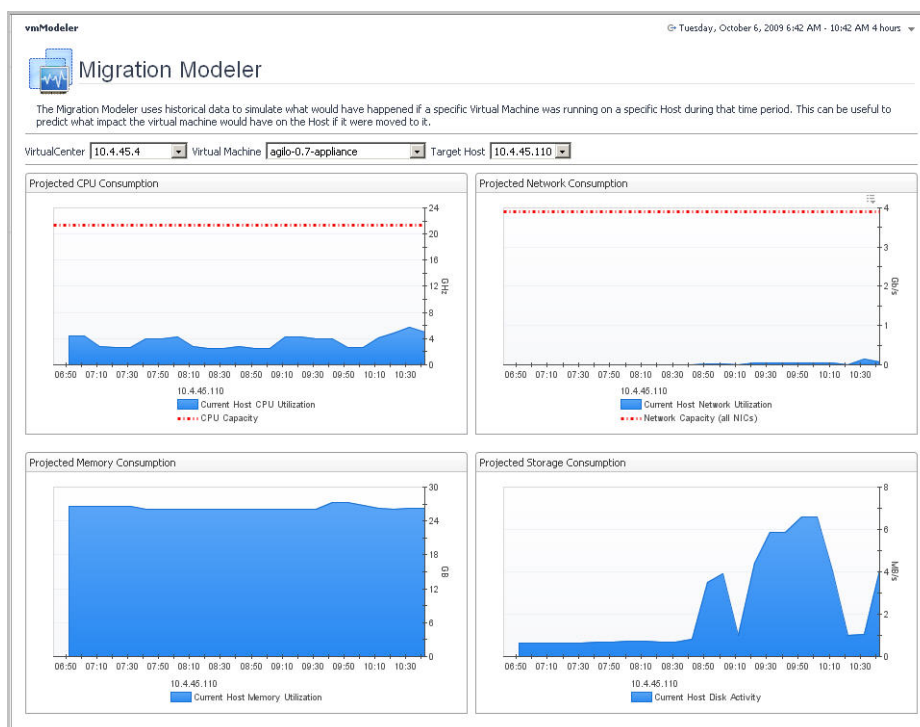 vmModeler
Tuesday, October 6, 2009 6:42 AM - 10:42 AM 4 hours
Migration Modeler
The Migration Modeler uses historical data to simulate what would have happened if a specific Virtual Machine was running on a specific Host during that time period. This can be useful to
predict what impact the virtual machine would have on the Host if it were moved to it.
VirtualCenter 10.4.45.4 Virtual Machine agilo-0.7-appliance Target Host 10.4.45.110
Projected CPU Consumption
24
20
16
12
8
4
0
GHz
06:50 07:10 07:30 07:50 08:10 08:30 08:50 09:10 09:30 09:50 10:10 10:30
10.4.45.110
Current Host CPU Utilization
CPU Capacity
Projected Network Consumption
4
3
2
1
0
Gb/s
06:50 07:10 07:30 07:50 08:10 08:30 08:50 09:10 09:30 09:50 10:10 10:30
10.4.45.110
Current Host Network Utilization
Network Capacity (all NICs)
Projected Memory Consumption
30
24
18
12
6
0
GB
06:50 07:10 07:30 07:50 08:10 08:30 08:50 09:10 09:30 09:50 10:10 10:30
10.4.45.110
Current Host Memory Utilization
Projected Storage Consumption
8
6
4
2
0
MB/s
06:50 07:10 07:30 07:50 08:10 08:30 08:50 09:10 09:30 09:50 10:10 10:30
10.4.45.110
Current Host Disk Activity